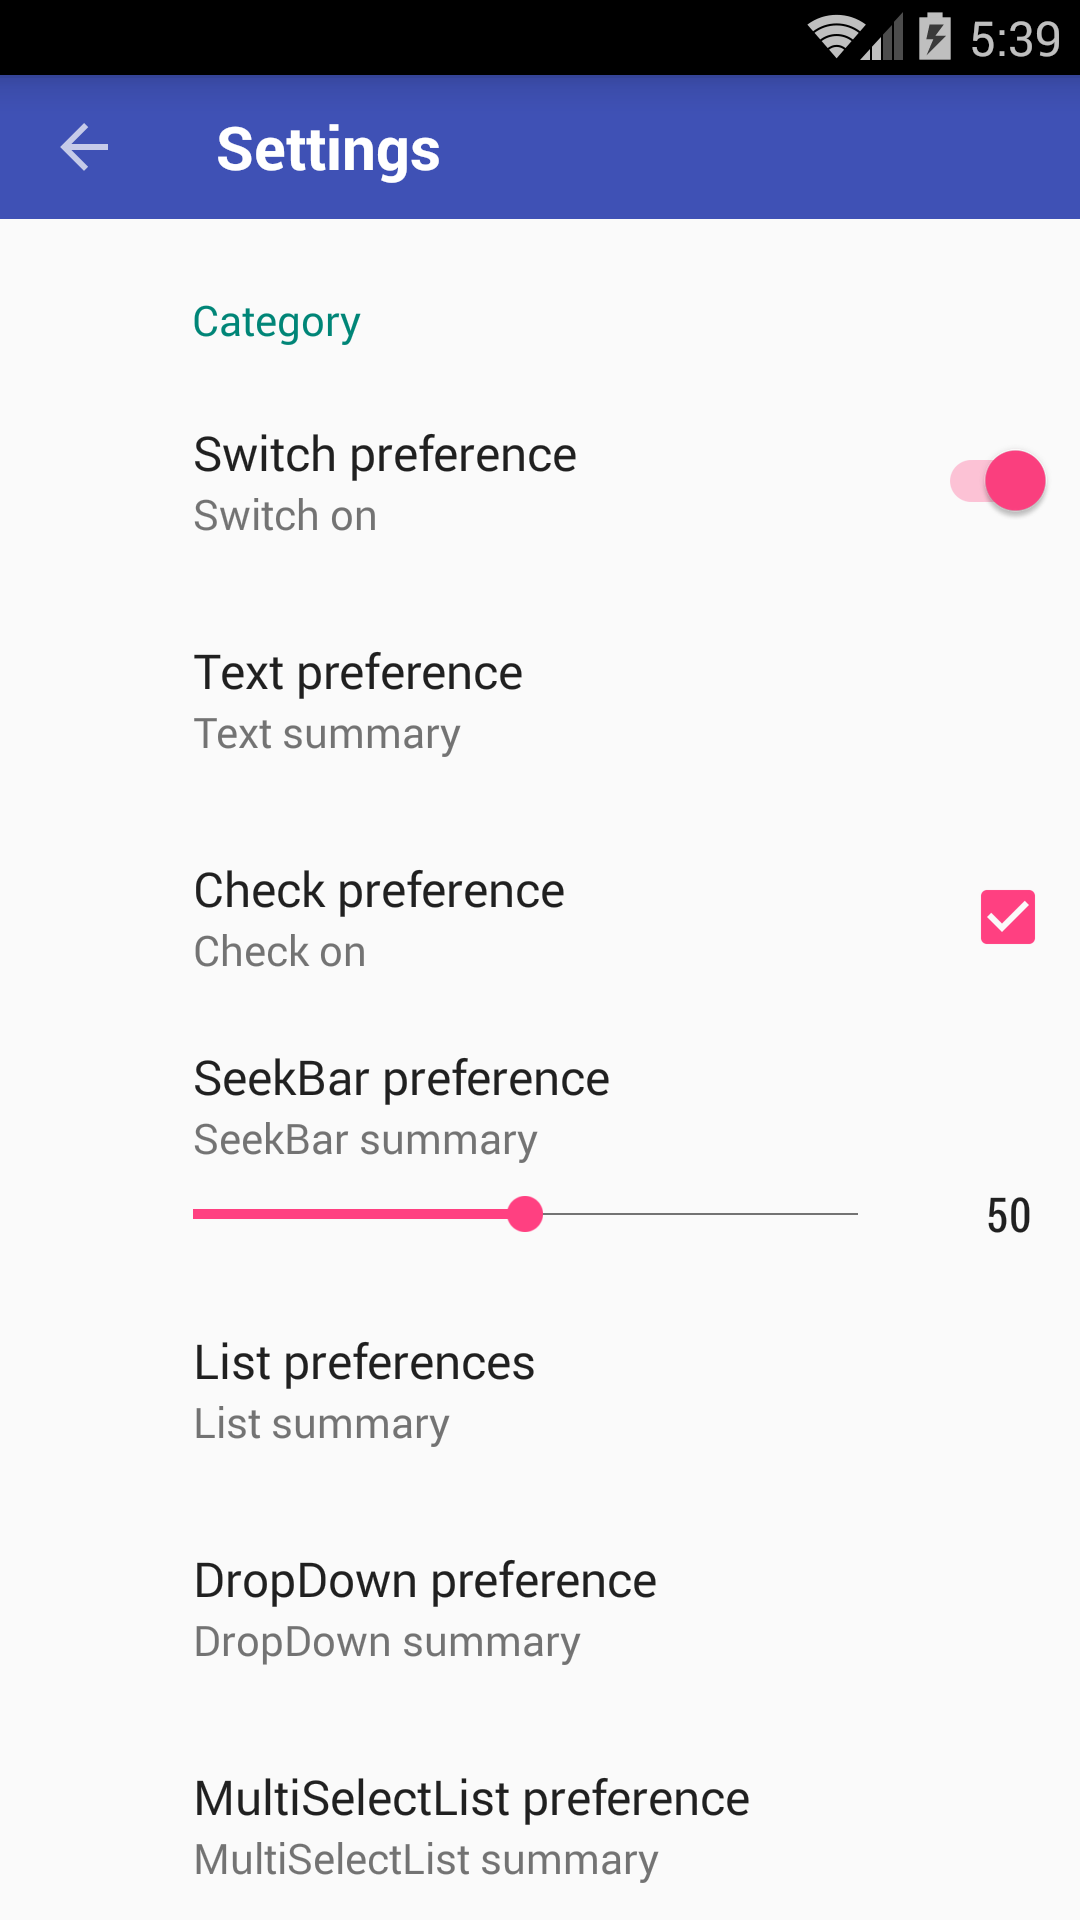 5:39
Settings
Category
Switch preference
Switch on
Text preference
Text summary
Check preference
Check on
SeekBar preference
SeekBar summary
50
List preferences
List summary
DropDown preference
DropDown summary
MultiSelectList preference
MultiSelectList summary